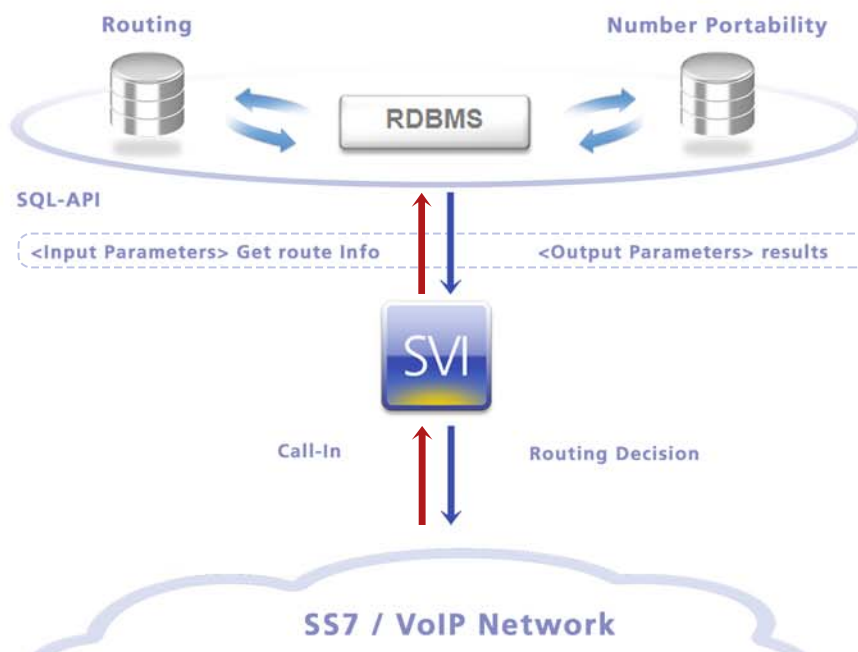 Routing
Number Portability
RDBMS
SQL-API
<Input Parameters> Get route Info
<Output Parameters> results
SVI
Call-In
Routing Decision
SS7 / VoIP Network